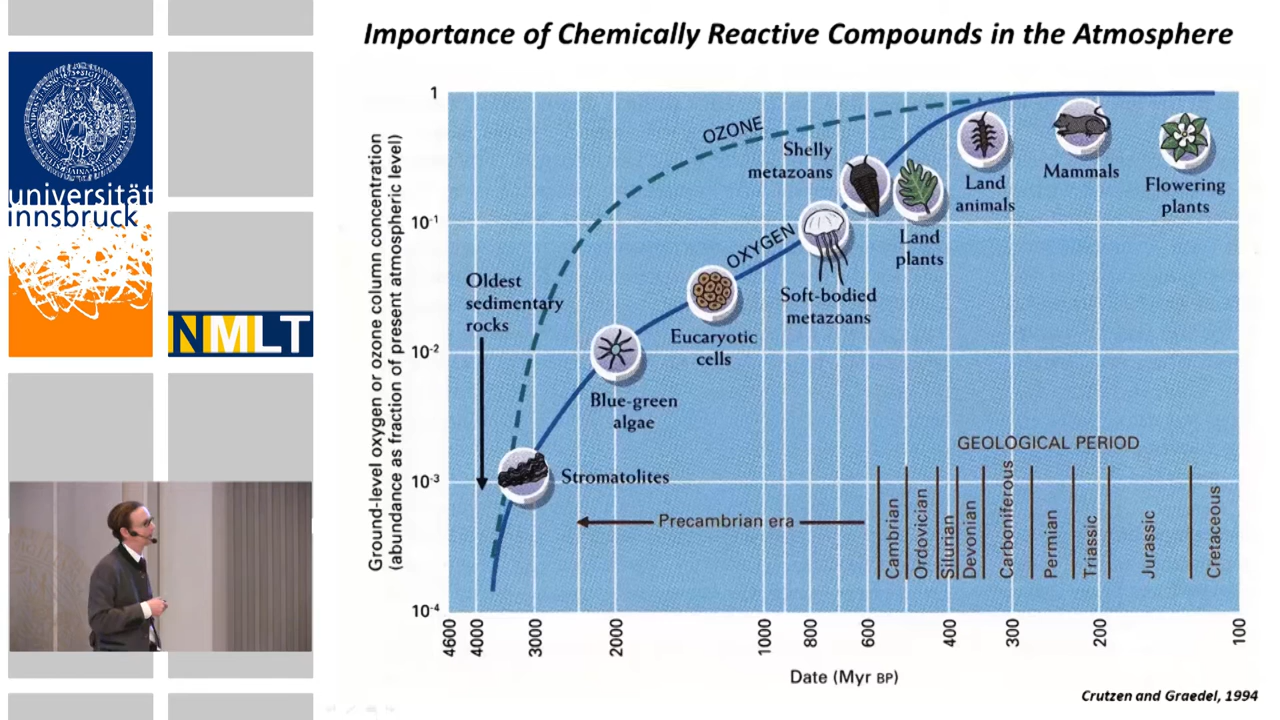 Importance of Chemically Reactive Compounds in the Atmosphere
universität
innsbruck
NMLT
Ground-level oxygen or ozone column concentration
(abundance as fraction of present atmospheric level)
1
10-1
10-2
10-3
10-4
OZONE
OXYGEN
Oldest
sedimentary
rocks
Stromatolites
Blue-green
algae
Eucaryotic
cells
Soft-bodied
metazoans
Shelly
metazoans
Land
plants
Land
animals
Mammals
Flowering
plants
GEOLOGICAL PERIOD
Precambrian era
Cambrian
Ordovician
Silurian
Devonian
Carboniferous
Permian
Triassic
Jurassic
Cretaceous
4600 4000 3000 2000 1000 800 600 400 300 200 100
Date (Myr BP)
Crutzen and Graedel, 1994